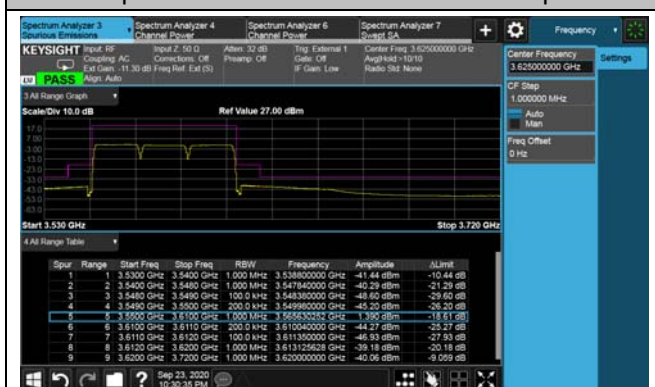 Spectrum Analyzer 3
Spurious Emissions
Spectrum Analyzer 4
Channel Power
Spectrum Analyzer 6
Channel Power
Spectrum Analyzer 7
Swept SA
+
Frequency
KEYSIGHT
Input: RF
Coupling: AC
Ext Gain: -11.30 dB
Align: Auto
Input Z: 50 Ω
Corrections: Off
Freq Ref: Ext (S)
Atten: 32 dB
Preamp: Off
Trig: External 1
Gate: Off
IF Gain: Low
Center Freq: 3.625000000 GHz
Avg|Hold:>10/10
Radio Std: None
PASS
Center Frequency
3.625000000 GHz
Settings
CF Step
1.000000 MHz
Auto
Man
Freq Offset
0 Hz
3 All Range Graph
Scale/Div 10.0 dB
Ref Value 27.00 dBm
17.0
7.00
-3.00
-13.0
-23.0
-33.0
-43.0
-53.0
-63.0
Start 3.530 GHz
Stop 3.720 GHz
4 All Range Table
Spur Range Start Freq Stop Freq RBW Frequency Amplitude ΔLimit
1 1 3.5300 GHz 3.5400 GHz 1.000 MHz 3.538800000 GHz -41.44 dBm -10.44 dB
2 2 3.5400 GHz 3.5480 GHz 1.000 MHz 3.547840000 GHz -40.29 dBm -21.29 dB
3 3 3.5480 GHz 3.5490 GHz 100.0 kHz 3.548380000 GHz -48.60 dBm -29.60 dB
4 4 3.5490 GHz 3.5500 GHz 200.0 kHz 3.549980000 GHz -45.20 dBm -26.20 dB
5 5 3.5500 GHz 3.6100 GHz 1.000 MHz 3.565630252 GHz 1.390 dBm -18.61 dB
6 6 3.6100 GHz 3.6110 GHz 200.0 kHz 3.610040000 GHz -44.27 dBm -25.27 dB
7 7 3.6110 GHz 3.6120 GHz 100.0 kHz 3.611350000 GHz -46.93 dBm -27.93 dB
8 8 3.6120 GHz 3.6200 GHz 1.000 MHz 3.613125628 GHz -39.18 dBm -20.18 dB
9 9 3.6200 GHz 3.7200 GHz 1.000 MHz 3.620000000 GHz -40.06 dBm -9.059 dB
?
Sep 23, 2020
10:30:35 PM